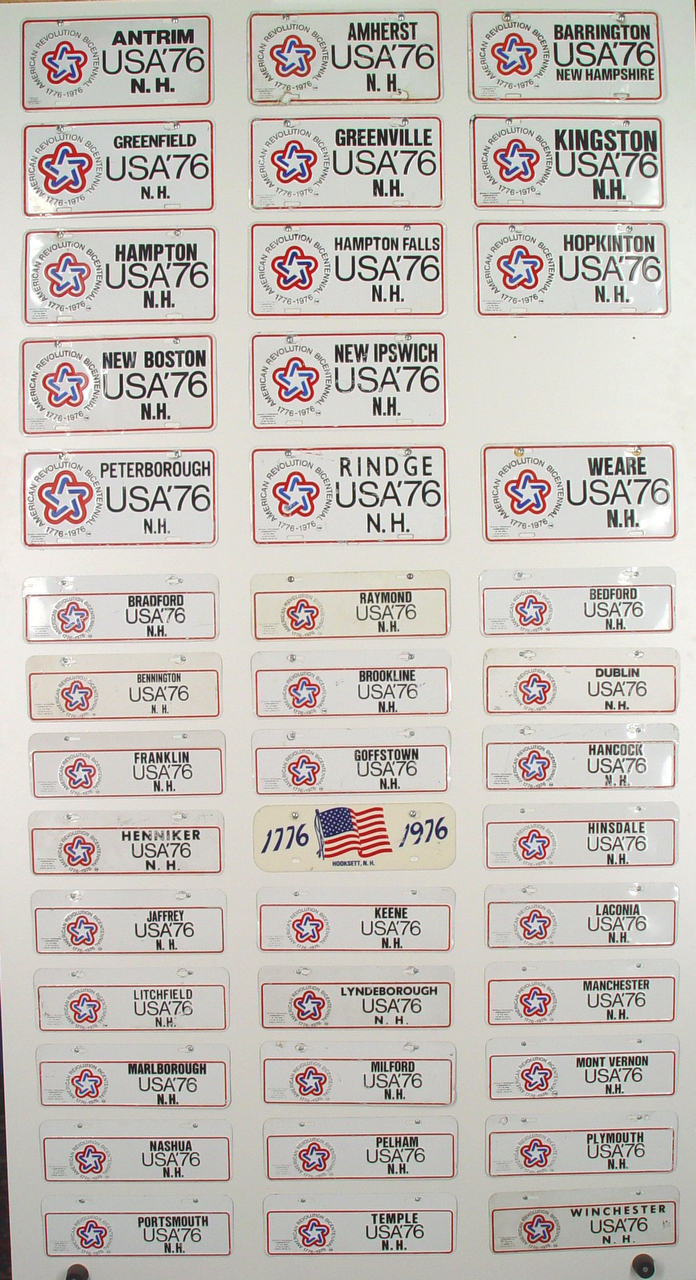 AMERICAN REVOLUTION BICENTENNIAL
1776-1976
ANTRIM
USA'76
N. H.
AMERICAN REVOLUTION BICENTENNIAL
1776-1976
AMHERST
USA'76
N. H.
AMERICAN REVOLUTION BICENTENNIAL
1776-1976
BARRINGTON
USA'76
NEW HAMPSHIRE
AMERICAN REVOLUTION BICENTENNIAL
1776-1976
GREENFIELD
USA'76
N.H.
AMERICAN REVOLUTION BICENTENNIAL
1776-1976
GREENVILLE
USA'76
N.H.
AMERICAN REVOLUTION BICENTENNIAL
1776-1976
KINGSTON
USA'76
N.H.
AMERICAN REVOLUTION BICENTENNIAL
1776-1976
HAMPTON
USA'76
N.H.
AMERICAN REVOLUTION BICENTENNIAL
1776-1976
HAMPTON FALLS
USA'76
N.H.
AMERICAN REVOLUTION BICENTENNIAL
1776-1976
HOPKINTON
USA'76
N.H.
AMERICAN REVOLUTION BICENTENNIAL
1776-1976
NEW BOSTON
USA'76
N.H.
AMERICAN REVOLUTION BICENTENNIAL
1776-1976
NEW IPSWICH
USA'76
N.H.
AMERICAN REVOLUTION BICENTENNIAL
1776-1976
PETERBOROUGH
USA'76
N.H.
AMERICAN REVOLUTION BICENTENNIAL
1776-1976
RINDGE
USA'76
N. H.
AMERICAN REVOLUTION BICENTENNIAL
1776-1976
WEARE
USA'76
N.H.
BRADFORD
USA'76
N.H.
RAYMOND
USA'76
N.H.
BEDFORD
USA'76
N.H.
BENNINGTON
USA'76
N. H.
BROOKLINE
USA'76
N.H.
DUBLIN
USA'76
N.H.
FRANKLIN
USA'76
N.H.
GOFFSTOWN
USA'76
N.H.
HANCOCK
USA'76
N.H.
HENNIKER
USA'76
N. H.
1776 1976
HOOKSETT, N. H.
HINSDALE
USA'76
N.H.
JAFFREY
USA'76
N. H.
KEENE
USA'76
N.H.
LACONIA
USA'76
N.H.
LITCHFIELD
USA'76
N.H.
LYNDEBOROUGH
USA'76
N. H.
MANCHESTER
USA'76
N.H.
MARLBOROUGH
USA'76
N.H.
MILFORD
USA'76
N.H.
MONT VERNON
USA'76
N.H.
NASHUA
USA'76
N.H.
PELHAM
USA'76
N.H.
PLYMOUTH
USA'76
N.H.
PORTSMOUTH
USA'76
N.H.
TEMPLE
USA'76
N.H.
WINCHESTER
USA'76
N. H.